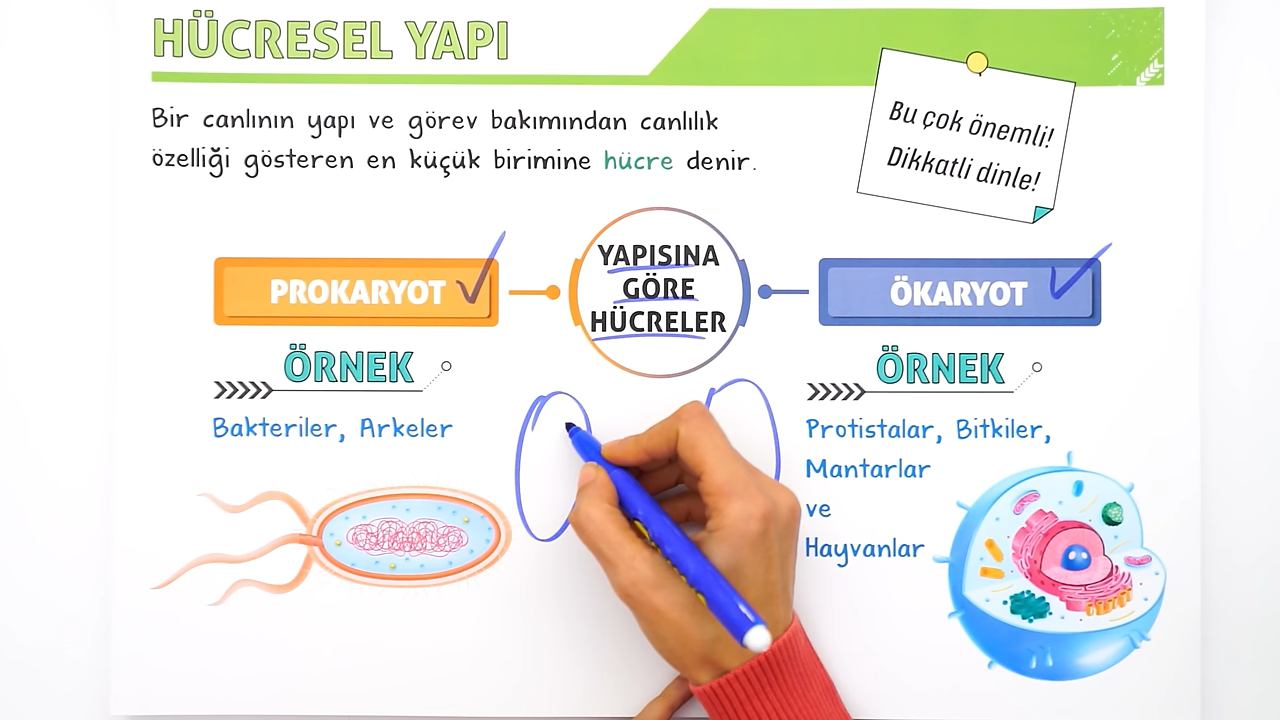 HÜCRESEL YAPI
Bir canlının yapı ve görev bakımından canlılık
özelliği gösteren en küçük birimine hücre denir.
Bu çok önemli!
Dikkatli dinle!
PROKARYOT
YAPISINA
GÖRE
HÜCRELER
ÖKARYOT
ÖRNEK
Bakteriler, Arkeler
ÖRNEK
Protistalar, Bitkiler,
Mantarlar
ve
Hayvanlar